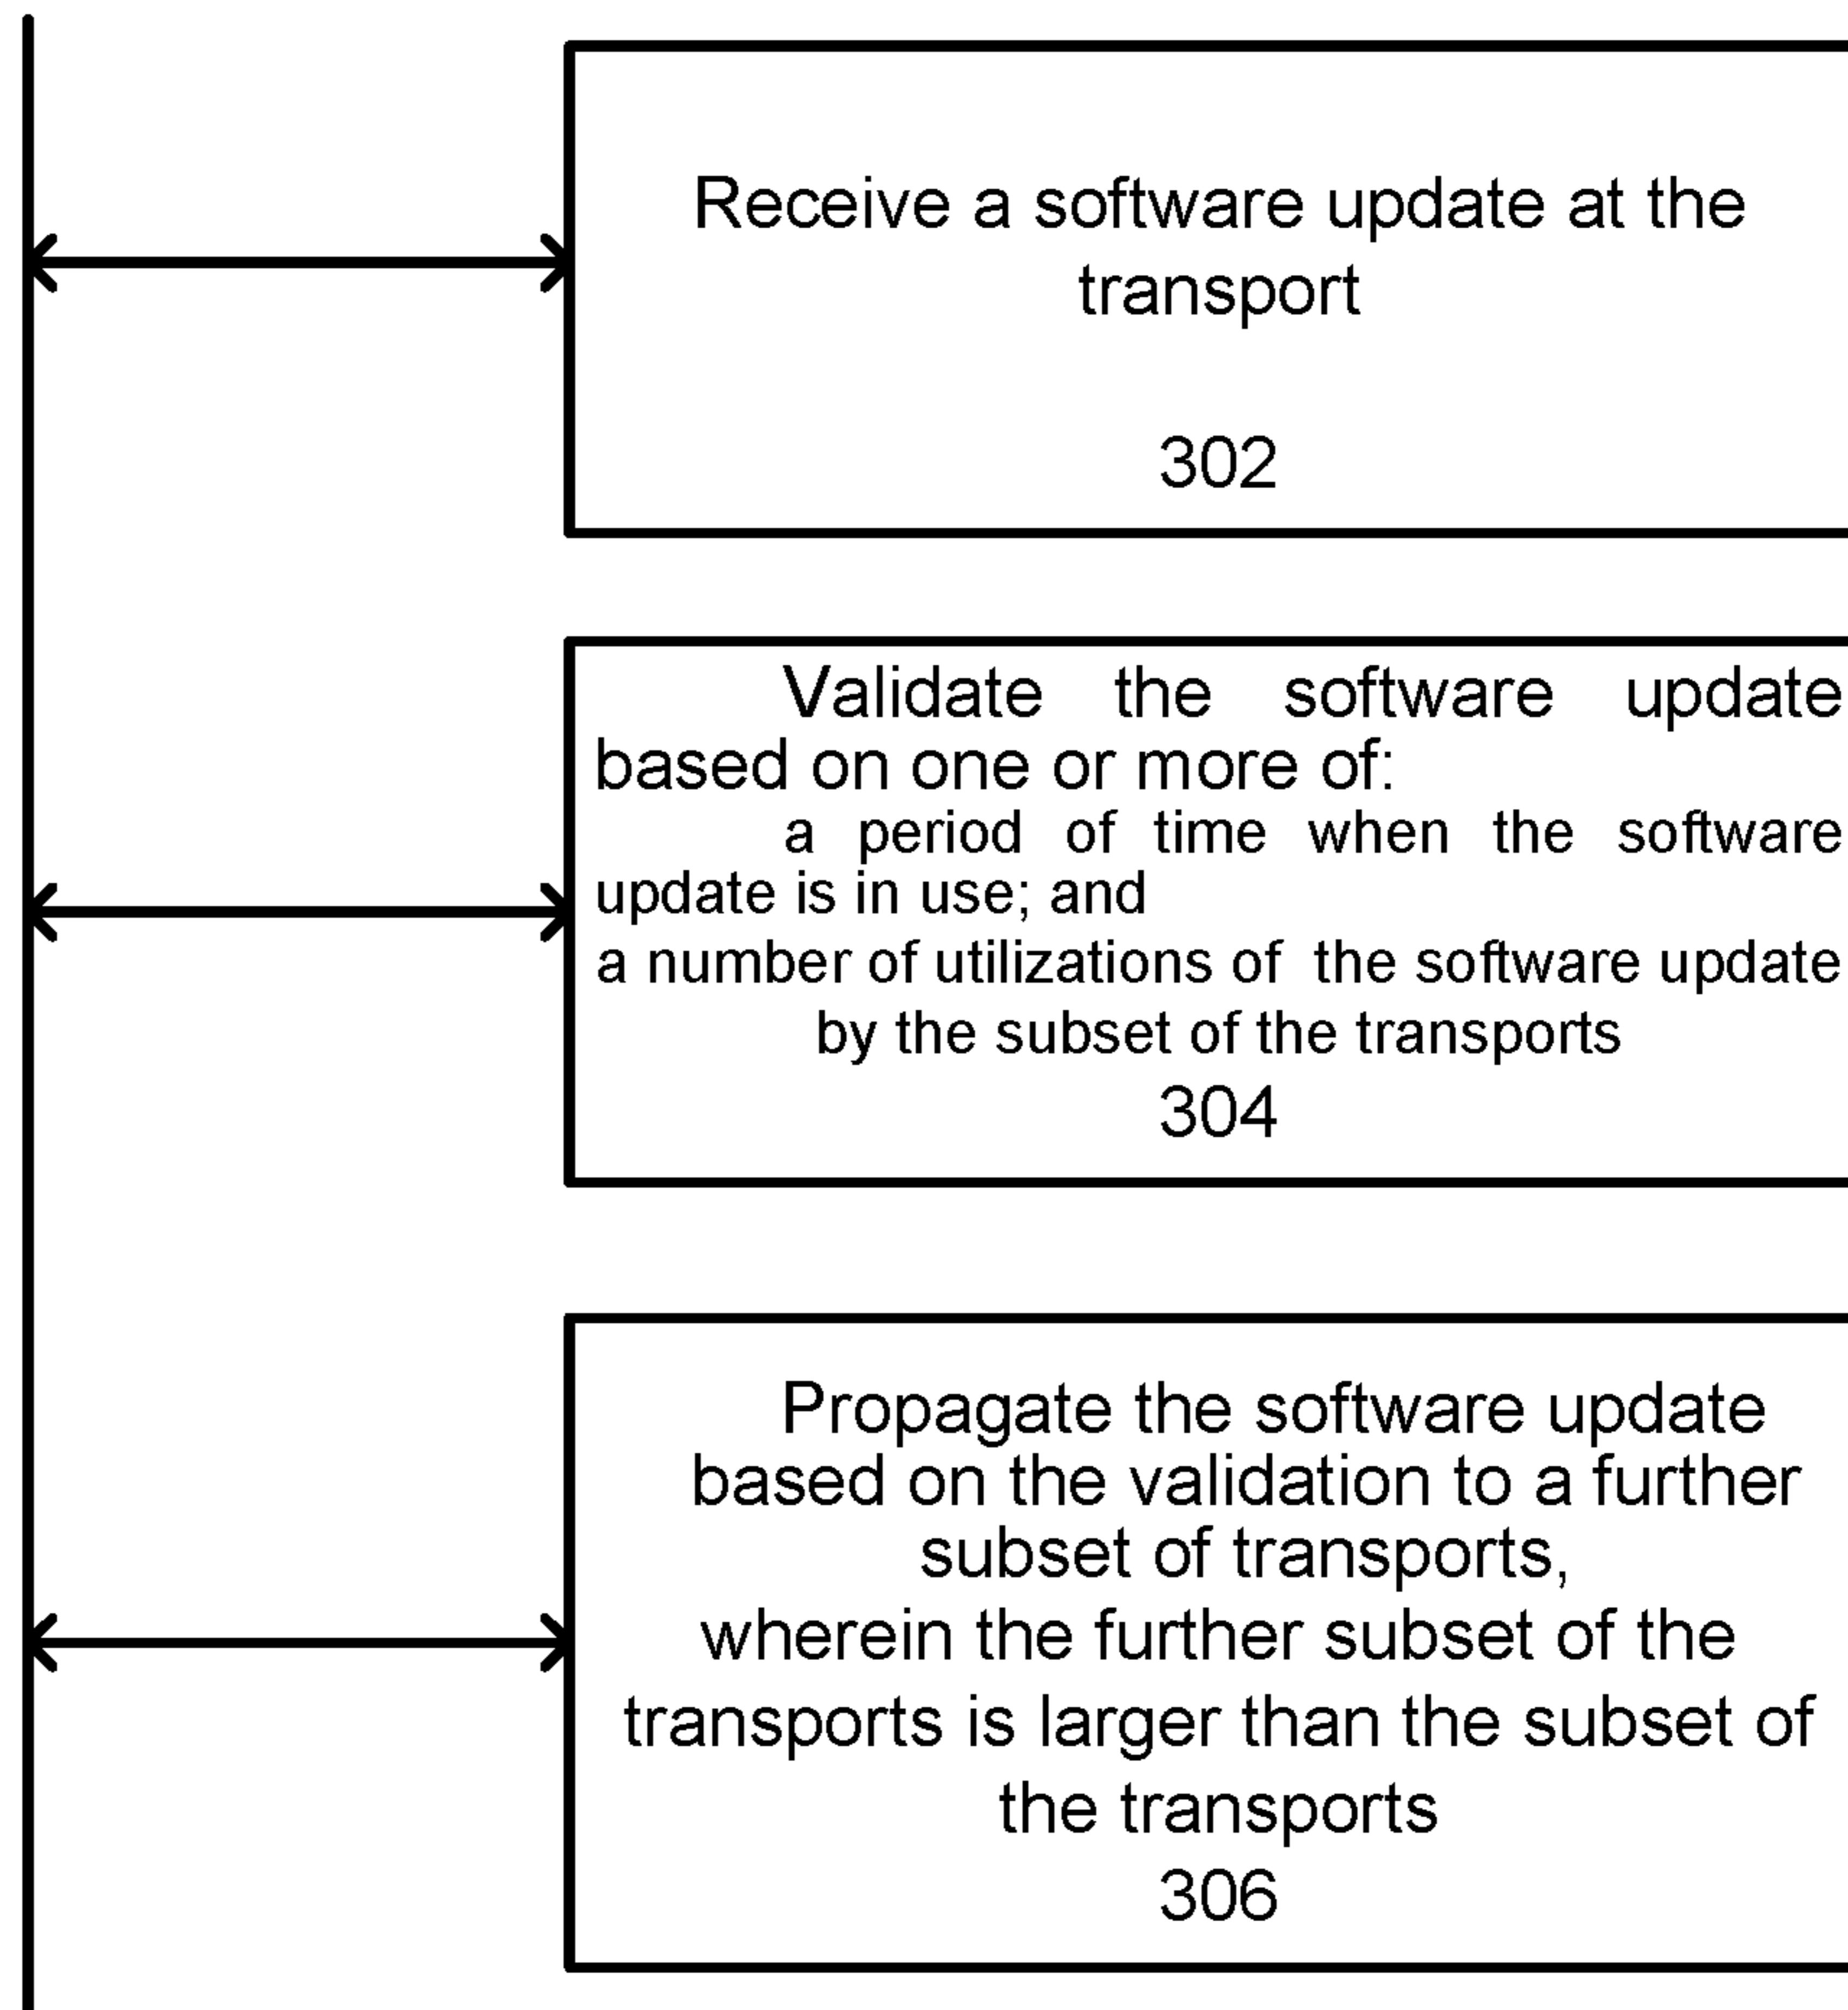 Receive a software update at the
transport
302
Validate the software update
based on one or more of:
a period of time when the software
update is in use; and
a number of utilizations of the software update
by the subset of the transports
304
Propagate the software update
based on the validation to a further
subset of transports,
wherein the further subset of the
transports is larger than the subset of
the transports
306